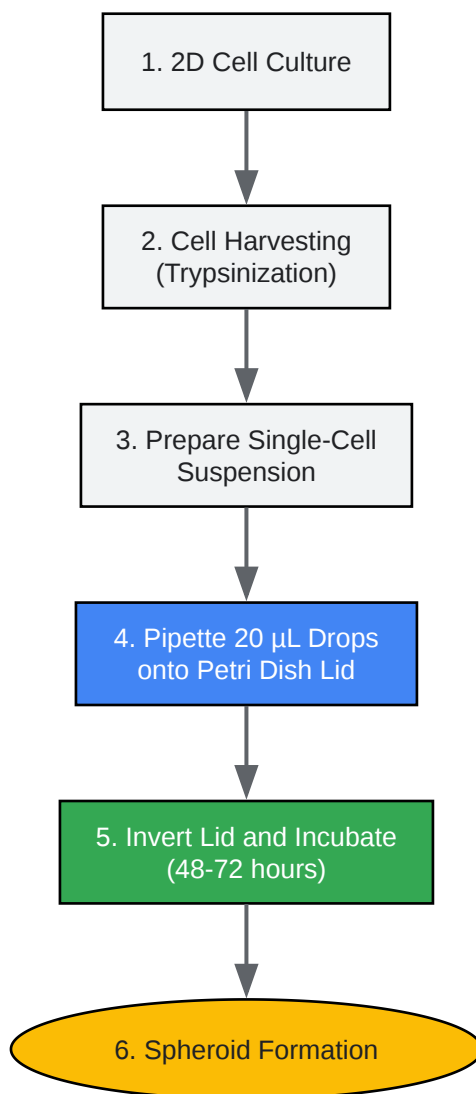 1. 2D Cell Culture
2. Cell Harvesting
(Trypsinization)
3. Prepare Single-Cell
Suspension
4. Pipette 20 µL Drops
onto Petri Dish Lid
5. Invert Lid and Incubate
(48-72 hours)
6. Spheroid Formation